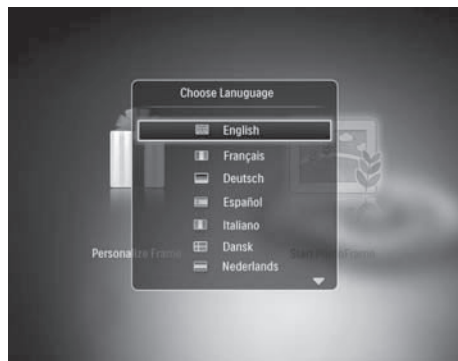 Choose Lanuguage
English
Français
Deutsch
Español
Italiano
Dansk
Personalize Frame
Nederlands